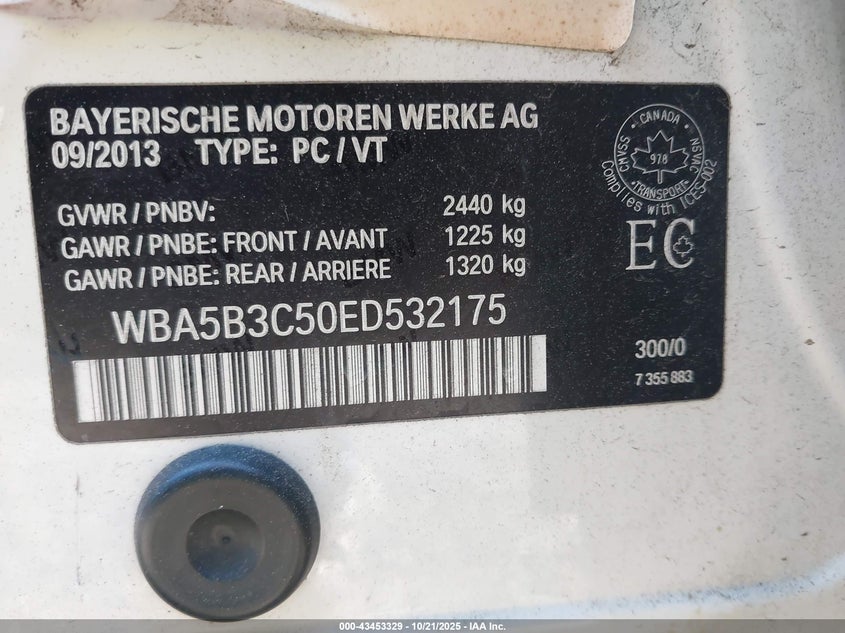 BAYERISCHE MOTOREN WERKE AG
09/2013 TYPE: PC / VT
GVWR / PNBV: 2440 kg
GAWR / PNBE: FRONT / AVANT 1225 kg
GAWR / PNBE: REAR / ARRIERE 1320 kg
WBA5B3C50ED532175
CANADA
CMVSS
NSVAC
978
TRANSPORT
Complies with ICES-002
EC
300/0
7 355 883
000-43453329 - 10/21/2025 - IAA Inc.